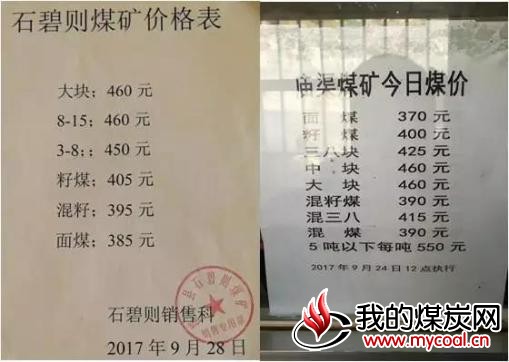 石碧则煤矿价格表
大块；460 元
8-15；460 元
3-8；；450 元
籽煤；405 元
混籽；395 元
面煤；385 元
石碧则销售科
2017 年 9 月 28 日
庙渠煤矿今日煤价
面 煤 370 元
籽 煤 400 元
三八块 425 元
中 块 460 元
大 块 460 元
混籽煤 390 元
混三八 415 元
混 煤 390 元
5 吨以下每吨 550 元
2017 年 9 月 24 日 12 点执行
我的煤炭网
www.mycoal.cn